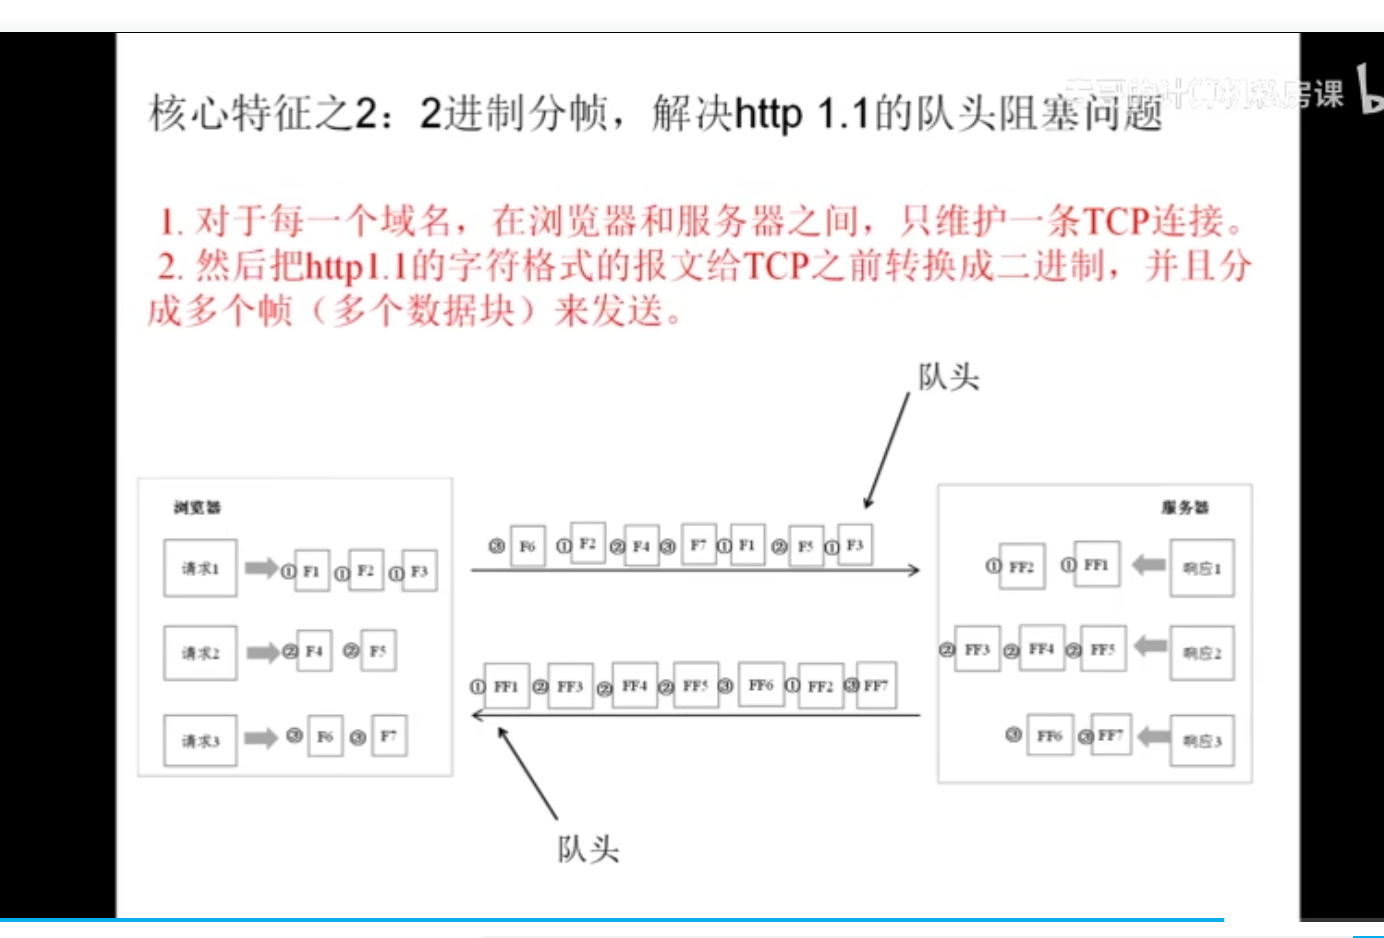 核心特征之2：2进制分帧，解决http 1.1的队头阻塞问题
计算机私房课
1. 对于每一个域名，在浏览器和服务器之间，只维护一条TCP连接。
2. 然后把http1.1的字符格式的报文给TCP之前转换成二进制，并且分
成多个帧（多个数据块）来发送。
队头
浏览器
请求1 ① F1 ① F2 ① F3
请求2 ② F4 ② F5
请求3 ③ F6 ③ F7
③ F6 ① F2 ② F4 ③ F7 ① F1 ② F5 ① F3
① FF1 ② FF3 ② FF4 ② FF5 ③ FF6 ① FF2 ③ FF7
服务器
① FF2 ① FF1 响应1
② FF3 ② FF4 ② FF5 响应2
③ FF6 ③ FF7 响应3
队头